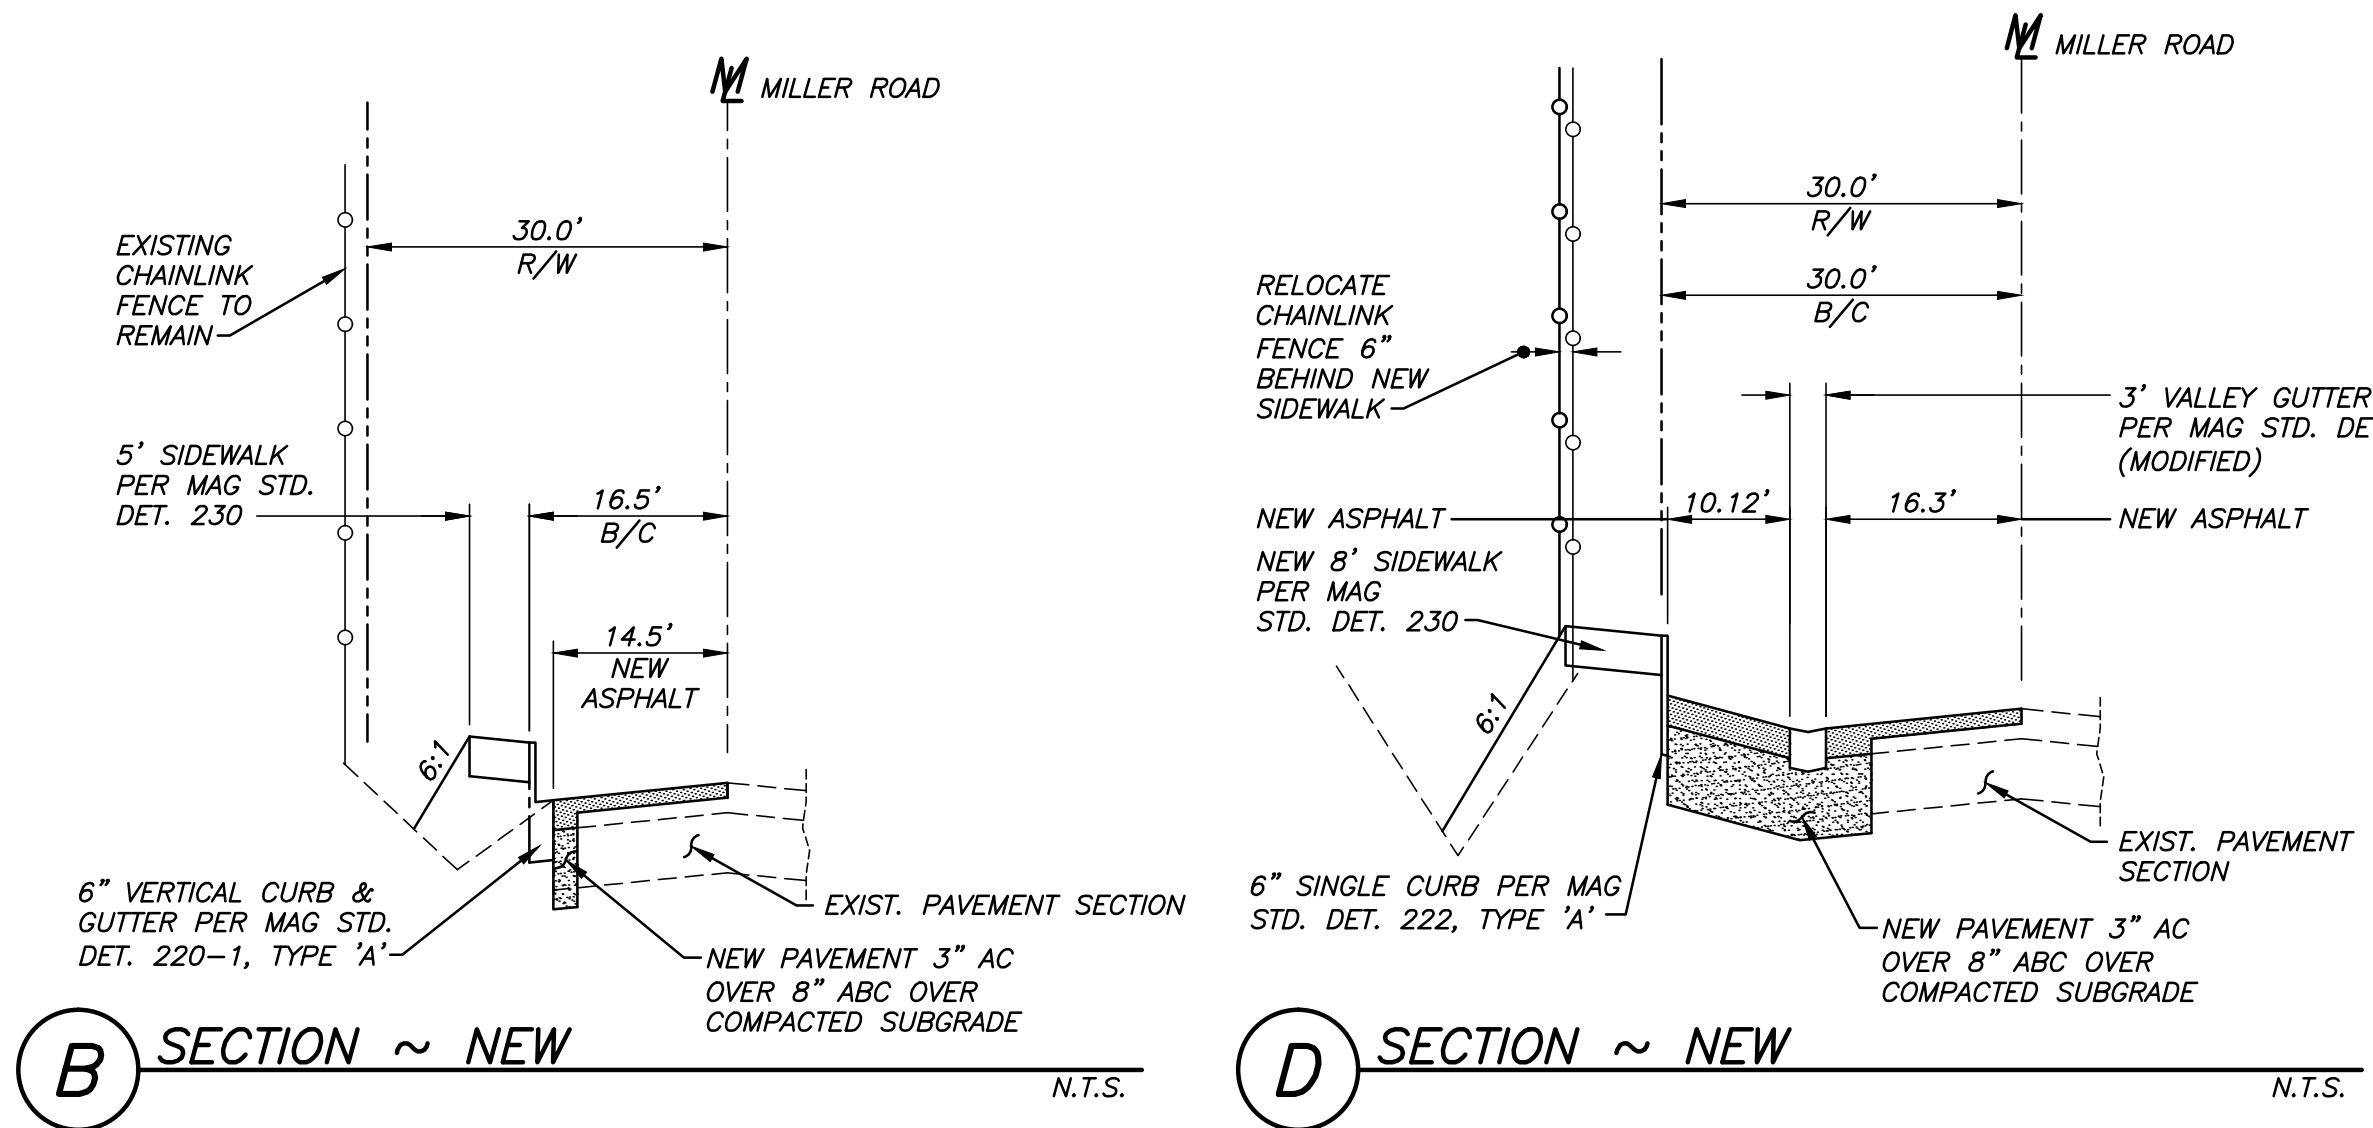 MILLER ROAD
30.0'
R/W
EXISTING
CHAINLINK
FENCE TO
REMAIN
5' SIDEWALK
PER MAG STD.
DET. 230
16.5'
B/C
14.5'
NEW
ASPHALT
6:1
6" VERTICAL CURB &
GUTTER PER MAG STD.
DET. 220-1, TYPE 'A'
EXIST. PAVEMENT SECTION
NEW PAVEMENT 3" AC
OVER 8" ABC OVER
COMPACTED SUBGRADE
B
SECTION ~ NEW
N.T.S.
MILLER ROAD
30.0'
R/W
30.0'
B/C
RELOCATE
CHAINLINK
FENCE 6"
BEHIND NEW
SIDEWALK
3' VALLEY GUTTER
PER MAG STD. DE
(MODIFIED)
NEW ASPHALT
10.12'
16.3'
NEW ASPHALT
NEW 8' SIDEWALK
PER MAG
STD. DET. 230
6:1
6" SINGLE CURB PER MAG
STD. DET. 222, TYPE 'A'
EXIST. PAVEMENT
SECTION
NEW PAVEMENT 3" AC
OVER 8" ABC OVER
COMPACTED SUBGRADE
D
SECTION ~ NEW
N.T.S.